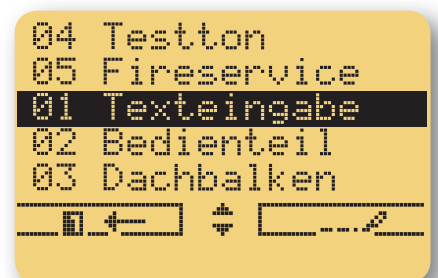 04 Testton
05 Fireservice
01 Texteingabe
02 Bedienteil
03 Dachbalken